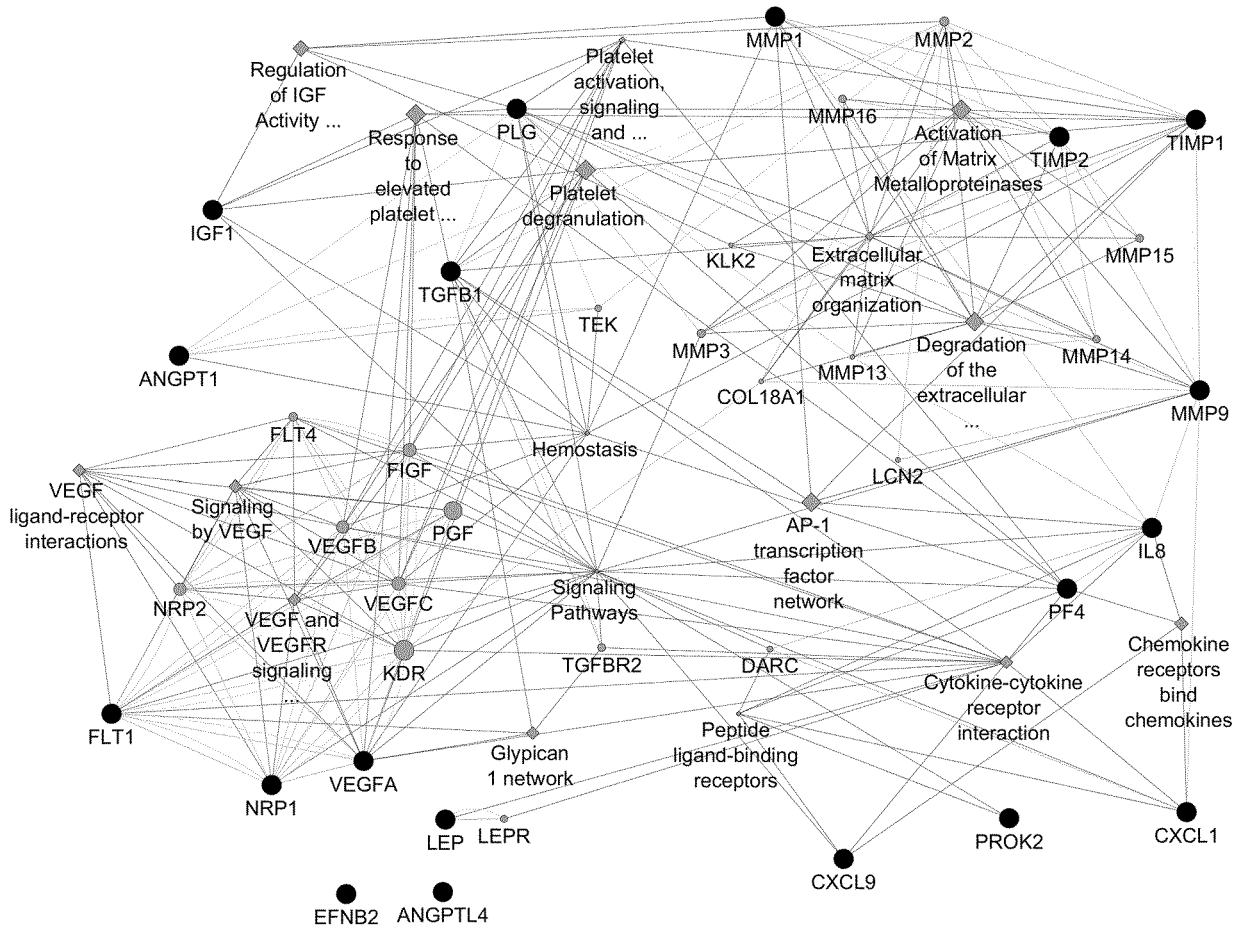 MMP1
MMP2
Regulation
of IGF
Activity ...
Platelet
activation,
signaling
and ...
MMP16
Activation
of Matrix
Metalloproteinases
TIMP1
TIMP2
PLG
Response
to
elevated
platelet ...
Platelet
degranulation
IGF1
KLK2
Extracellular
matrix
organization
MMP15
TGFB1
TEK
MMP3
MMP13
Degradation
of the
extracellular
...
MMP14
ANGPT1
COL18A1
MMP9
FLT4
Hemostasis
FIGF
LCN2
VEGF
ligand-receptor
interactions
Signaling
by VEGF
VEGFB
PGF
AP-1
transcription
factor
network
IL8
NRP2
VEGF and
VEGFR
signaling
...
VEGFC
Signaling
Pathways
PF4
KDR
TGFBR2
DARC
Cytokine-cytokine
receptor
interaction
Chemokine
receptors
bind
chemokines
FLT1
Glypican
1 network
Peptide
ligand-binding
receptors
NRP1
VEGFA
LEP
LEPR
PROK2
CXCL1
CXCL9
EFNB2
ANGPTL4